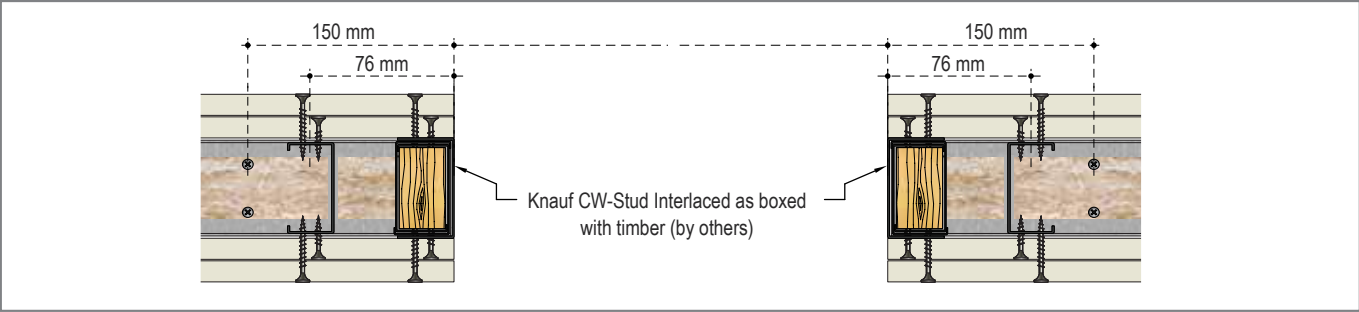 150 mm
150 mm
76 mm
76 mm
Knauf CW-Stud Interlaced as boxed
with timber (by others)